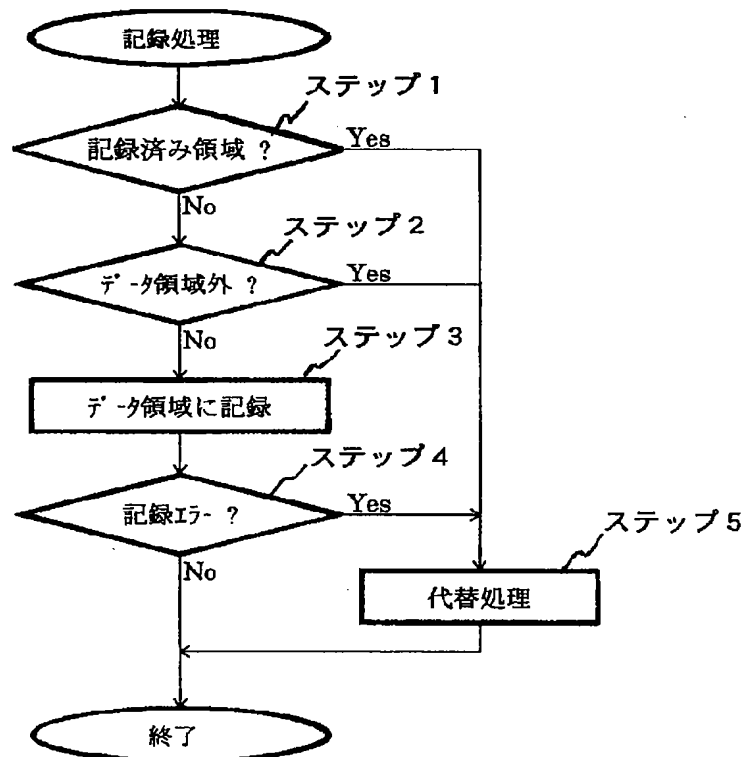 記録処理
ステップ1
記録済み領域 ?
Yes
No
ステップ2
データ領域外 ?
Yes
No
ステップ3
データ領域に記録
ステップ4
記録エラー ?
Yes
No
ステップ5
代替処理
終了